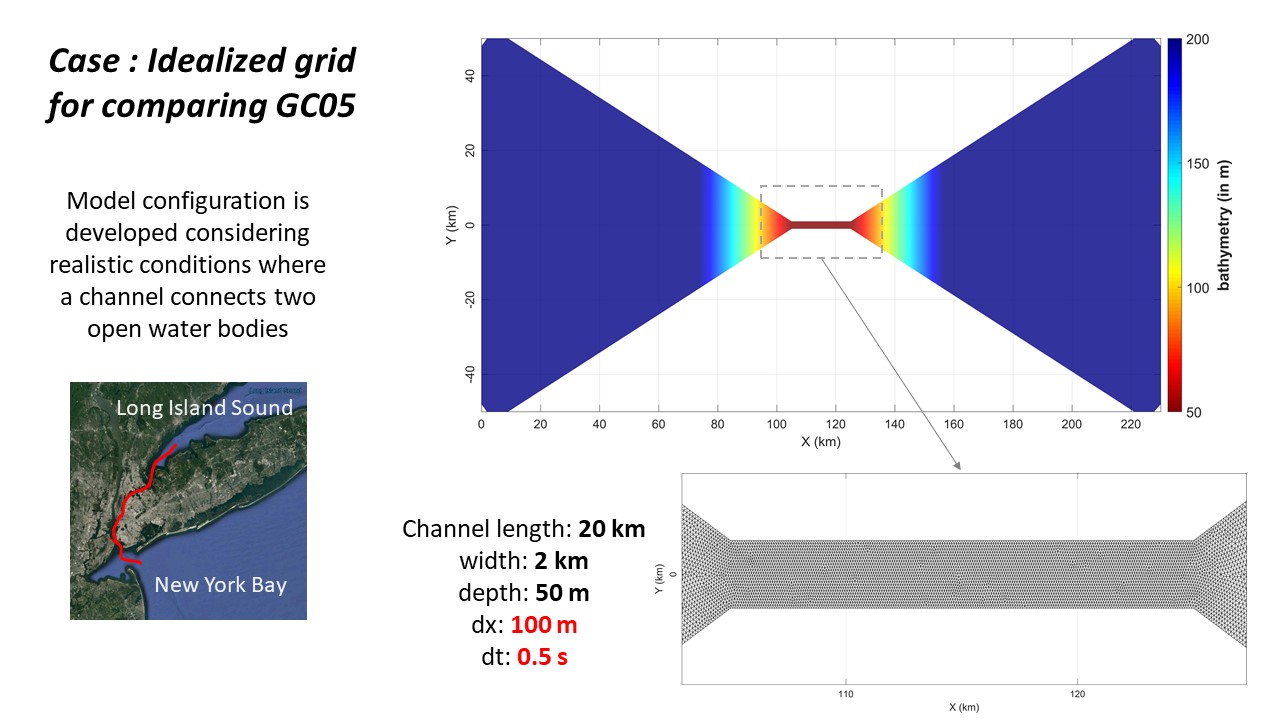 Case : Idealized grid
for comparing GC05
Model configuration is
developed considering
realistic conditions where
a channel connects two
open water bodies
Long Island Sound
New York Bay
Y (km)
40
20
0
-20
-40
0 20 40 60 80 100 120 140 160 180 200 220
X (km)
200
150
100
50
bathymetry (in m)
Channel length: 20 km
width: 2 km
depth: 50 m
dx: 100 m
dt: 0.5 s
Y (km)
0
110 120
X (km)